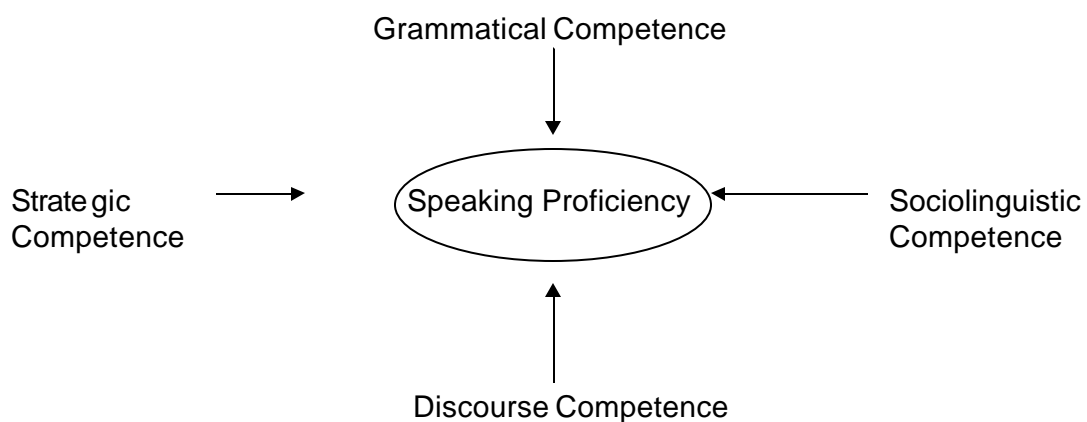 Grammatical Competence
Strategic
Competence
Speaking Proficiency
Sociolinguistic
Competence
Discourse Competence